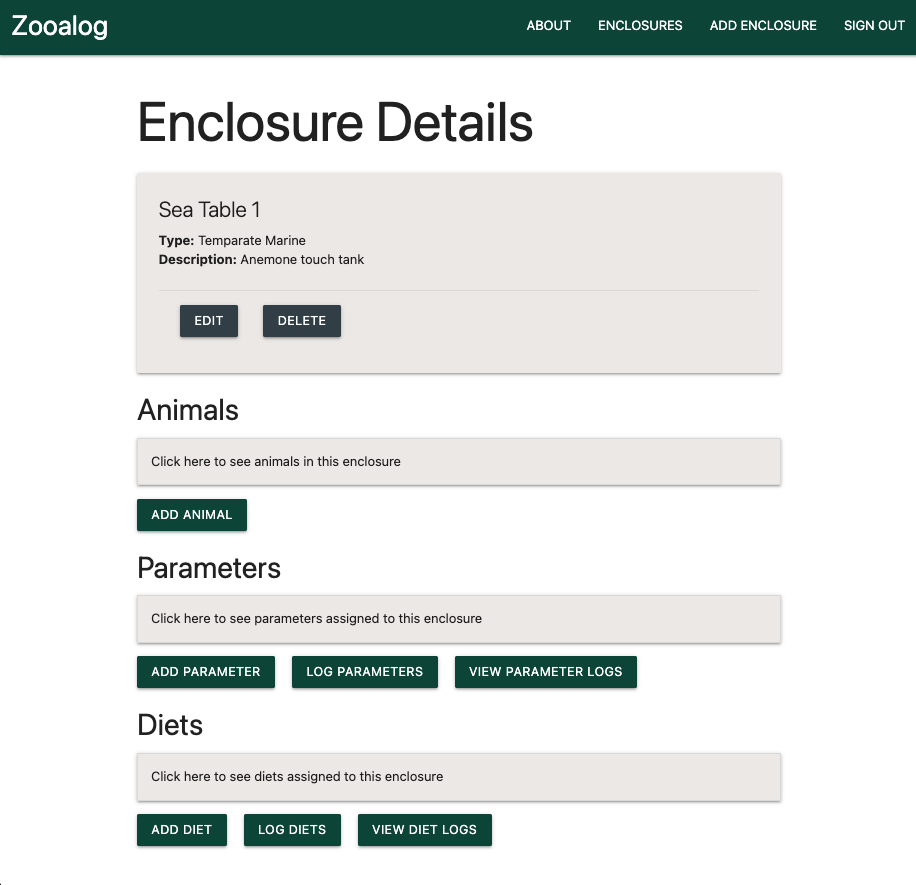 Zooalog
ABOUT ENCLOSURES ADD ENCLOSURE SIGN OUT
Enclosure Details
Sea Table 1
Type: Temparate Marine
Description: Anemone touch tank
EDIT DELETE
Animals
Click here to see animals in this enclosure
ADD ANIMAL
Parameters
Click here to see parameters assigned to this enclosure
ADD PARAMETER LOG PARAMETERS VIEW PARAMETER LOGS
Diets
Click here to see diets assigned to this enclosure
ADD DIET LOG DIETS VIEW DIET LOGS